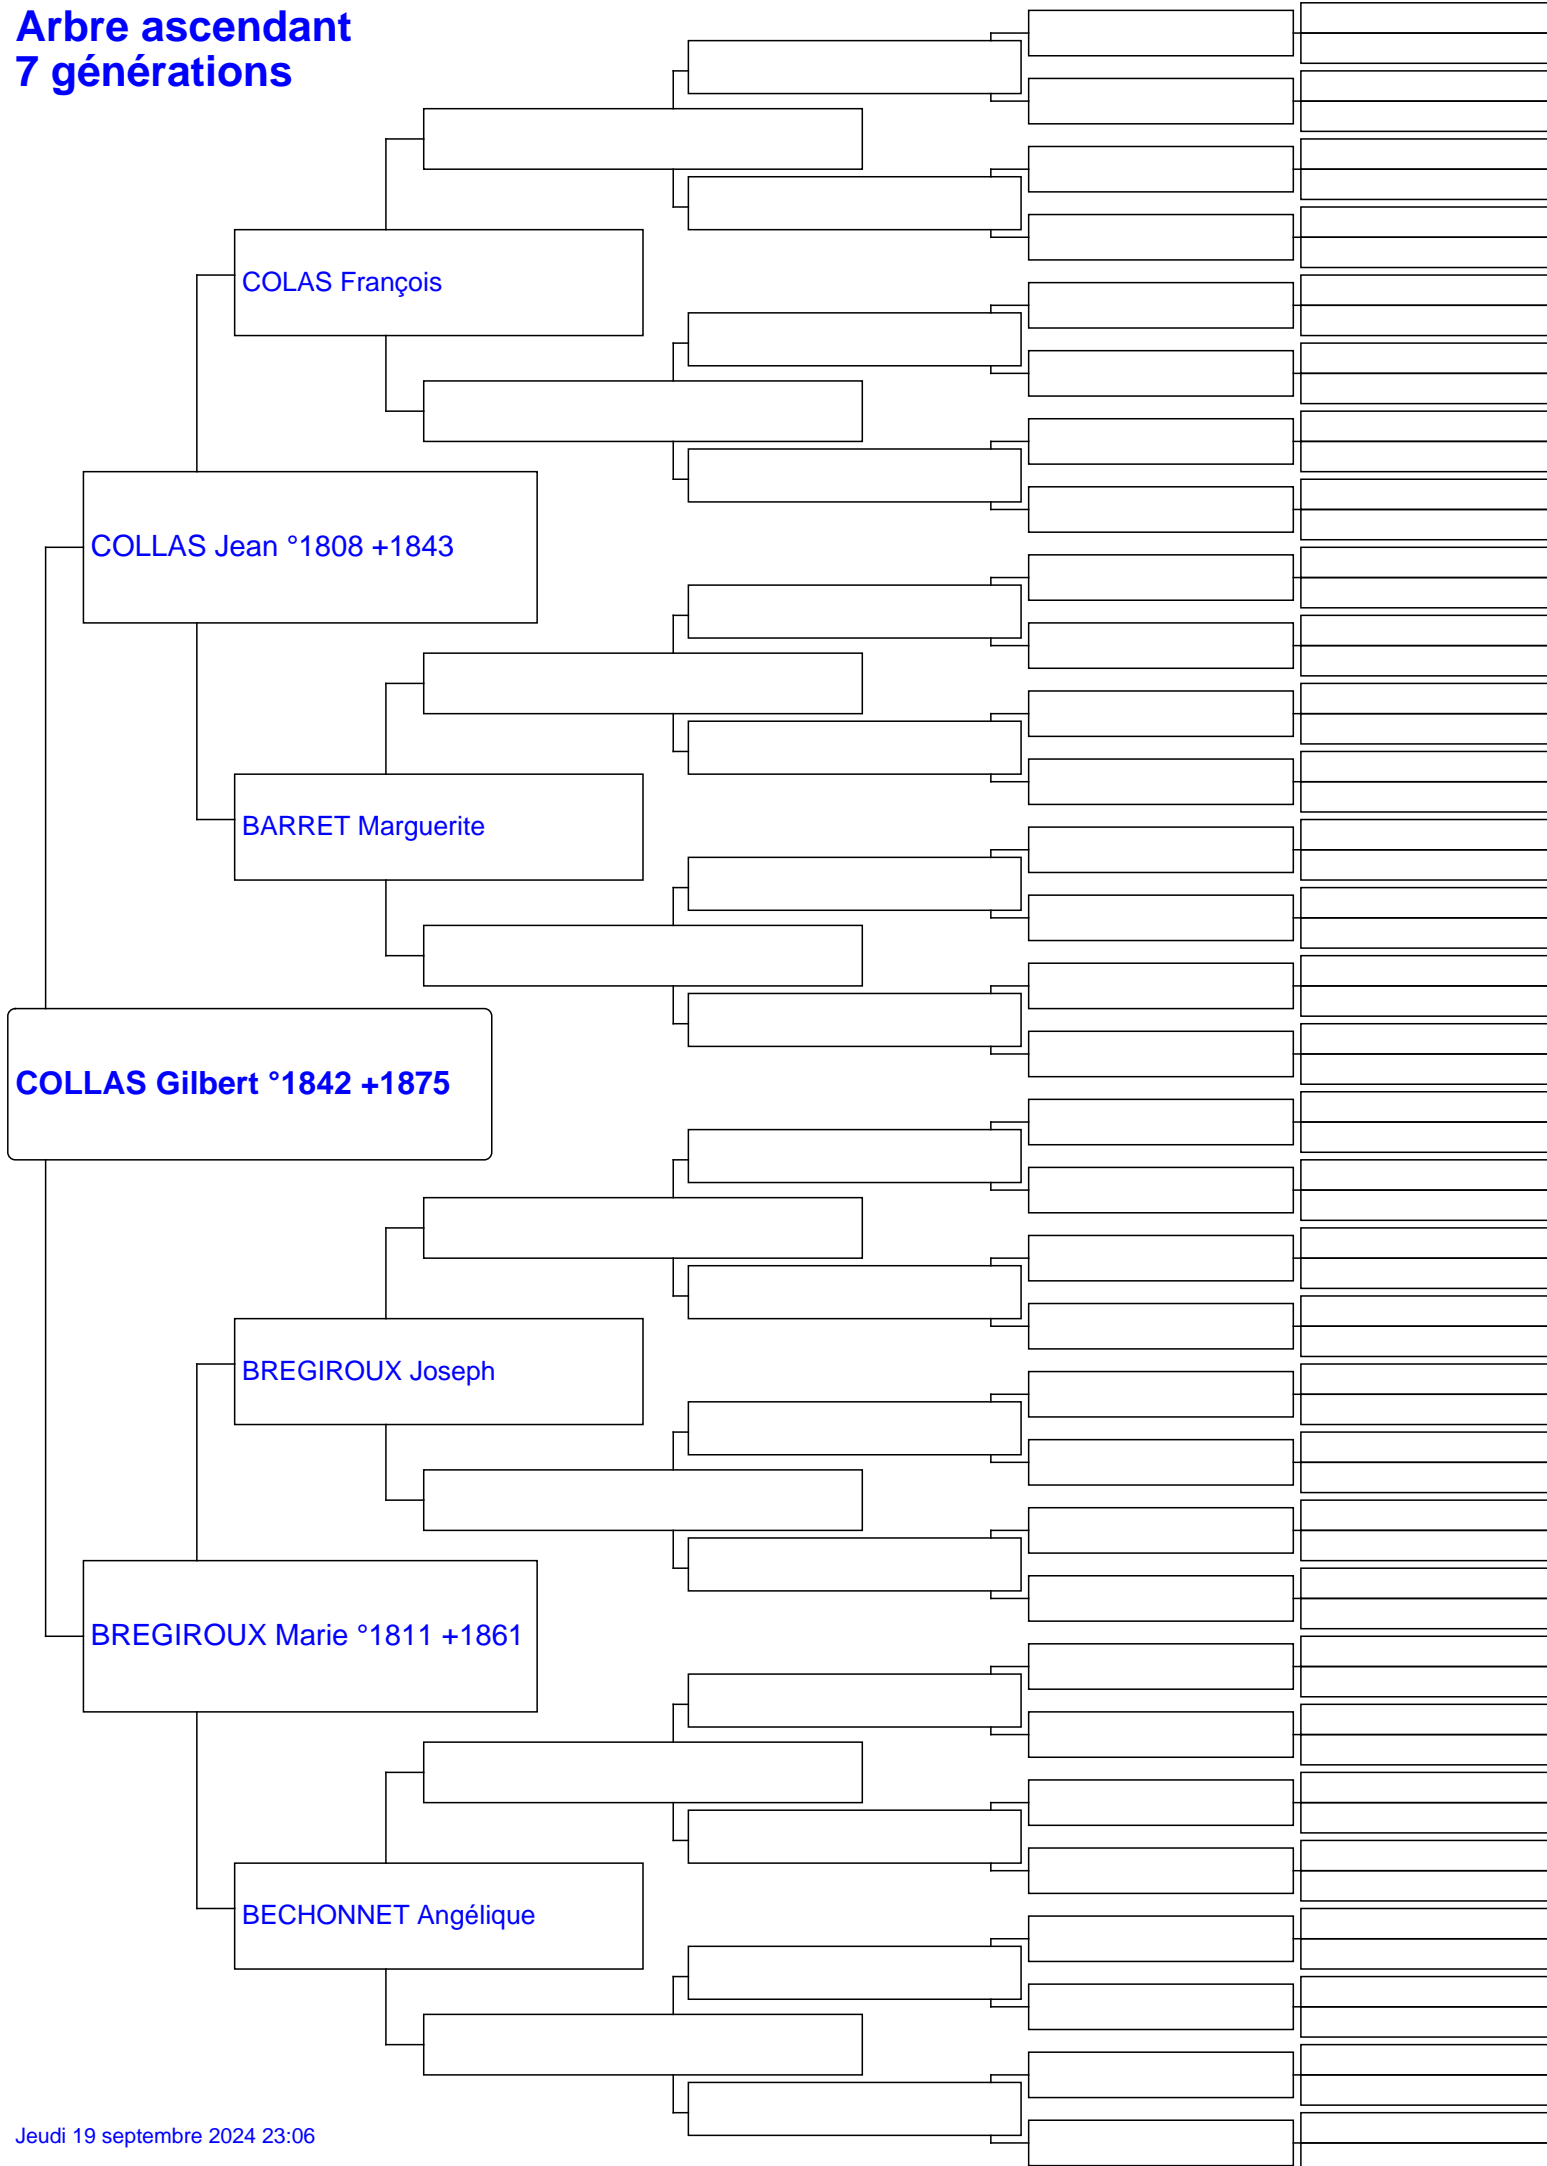 Arbre ascendant
7 générations
COLAS François
COLLAS Jean °1808 +1843
BARRET Marguerite
COLLAS Gilbert °1842 +1875
BREGIROUX Joseph
BREGIROUX Marie °1811 +1861
BECHONNET Angélique
Jeudi 19 septembre 2024 23:06